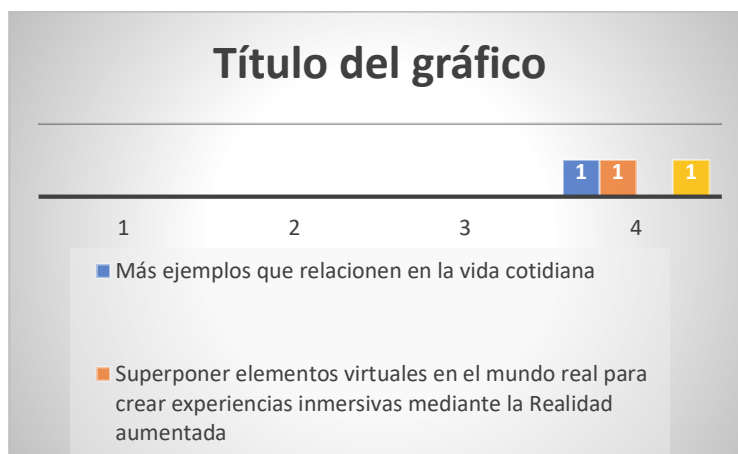 Título del gráfico
1 1 1
1 2 3 4
Más ejemplos que relacionen en la vida cotidiana
Superponer elementos virtuales en el mundo real para
crear experiencias inmersivas mediante la Realidad
aumentada